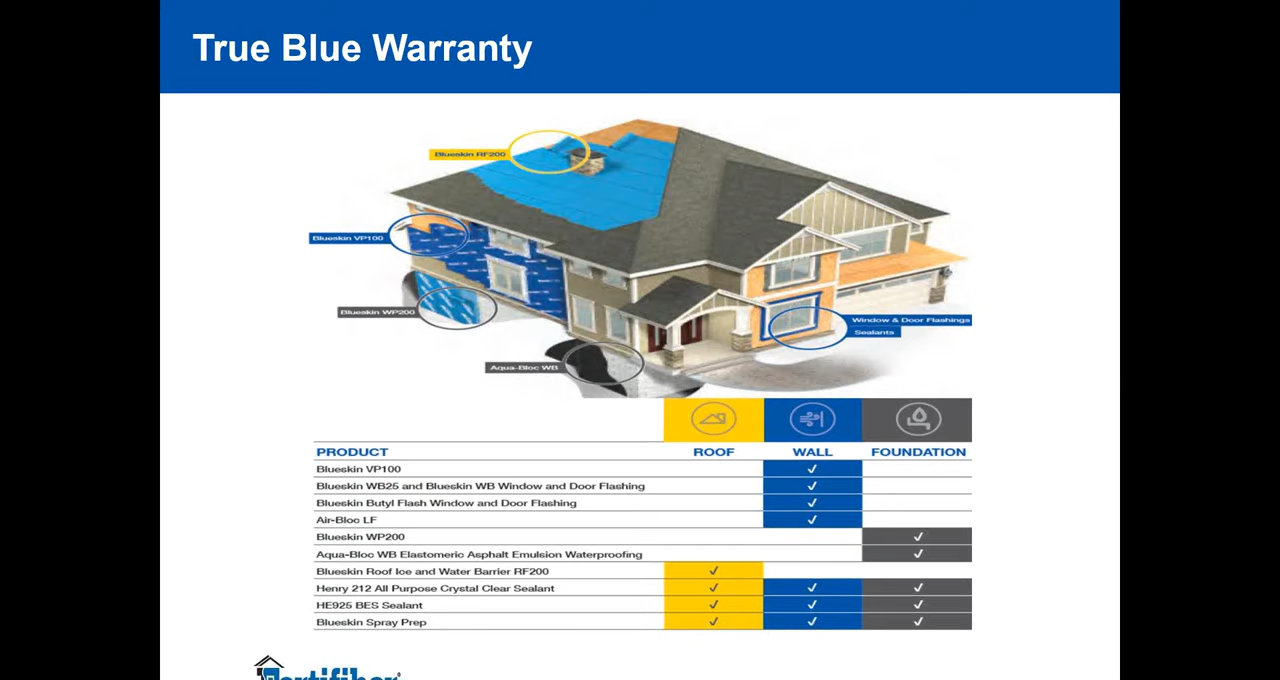 True Blue Warranty
Blueskin RF200
Blueskin VP100
Blueskin WP200
Window & Door Flashings
Sealants
Aqua-Bloc WB
PRODUCT ROOF WALL FOUNDATION
Blueskin VP100 ✓
Blueskin WB25 and Blueskin WB Window and Door Flashing ✓
Blueskin Butyl Flash Window and Door Flashing ✓
Air-Bloc LF ✓
Blueskin WP200 ✓
Aqua-Bloc WB Elastomeric Asphalt Emulsion Waterproofing ✓
Blueskin Roof Ice and Water Barrier RF200 ✓
Henry 212 All Purpose Crystal Clear Sealant ✓ ✓ ✓
HE925 BES Sealant ✓ ✓ ✓
Blueskin Spray Prep ✓ ✓ ✓